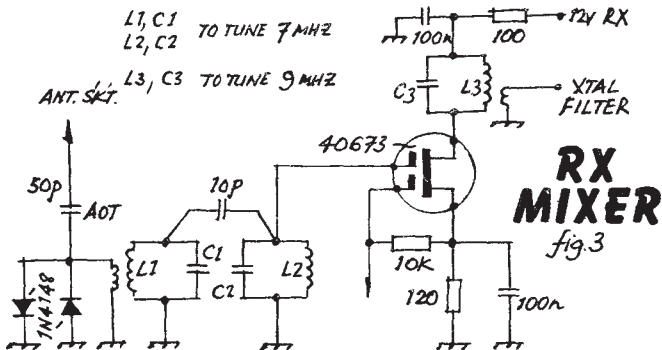 L1, C1
L2, C2 TO TUNE 7 MHZ
L3, C3 TO TUNE 9 MHZ
100n
100
12V RX
C3
L3
XTAL
FILTER
ANT. SKT.
40673
RX
MIXER
fig.3
50p
AOT
10p
L1
C1
C2
L2
10K
120
100n
1N4148